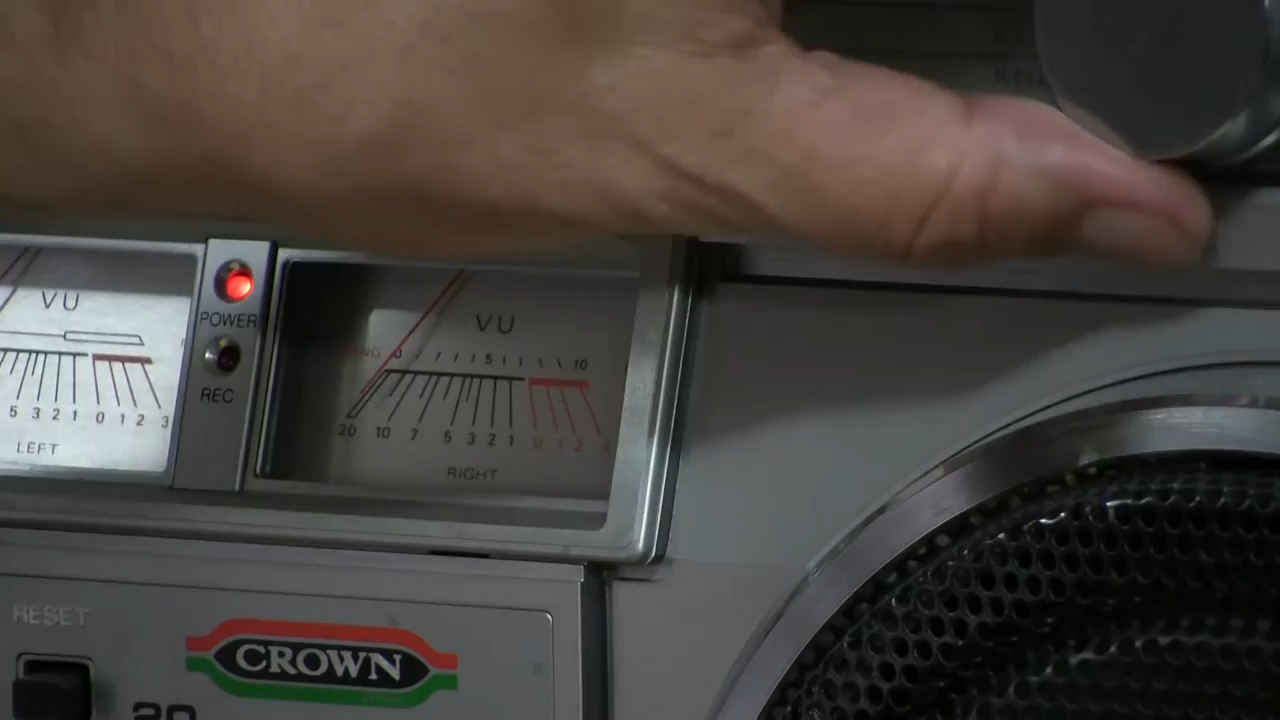 VU
5 3 2 1 0 1 2 3
LEFT
POWER
REC
VU
0 5 10
20 10 7 5 3 2 1 0 1 2 3
RIGHT
RESET
CROWN